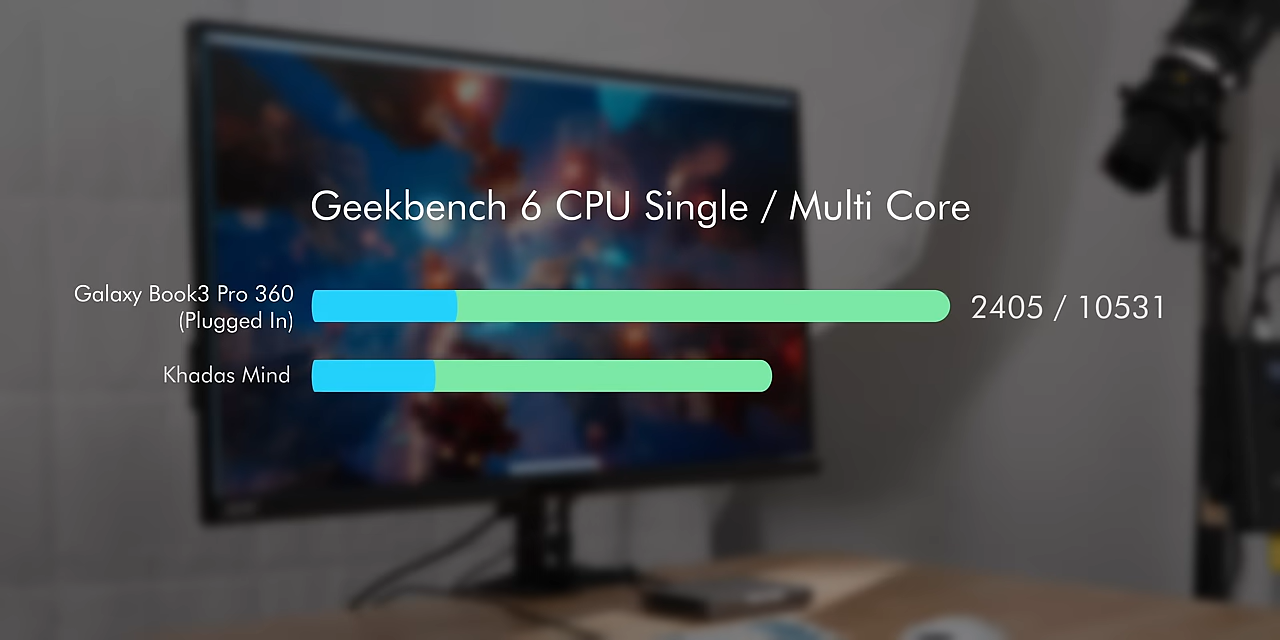 Geekbench 6 CPU Single / Multi Core
Galaxy Book3 Pro 360
(Plugged In)
2405 / 10531
Khadas Mind